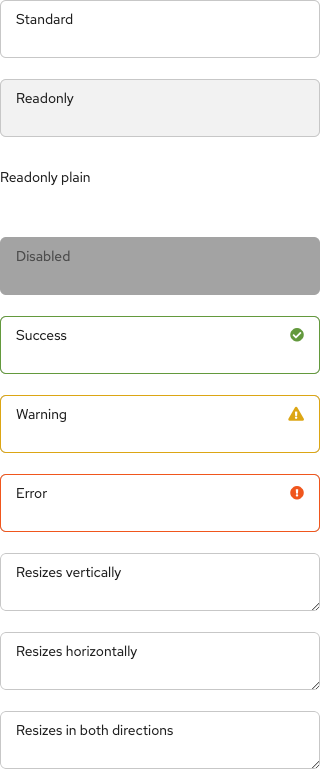 Standard
Readonly
Readonly plain
Disabled
Success
Warning
Error
Resizes vertically
Resizes horizontally
Resizes in both directions